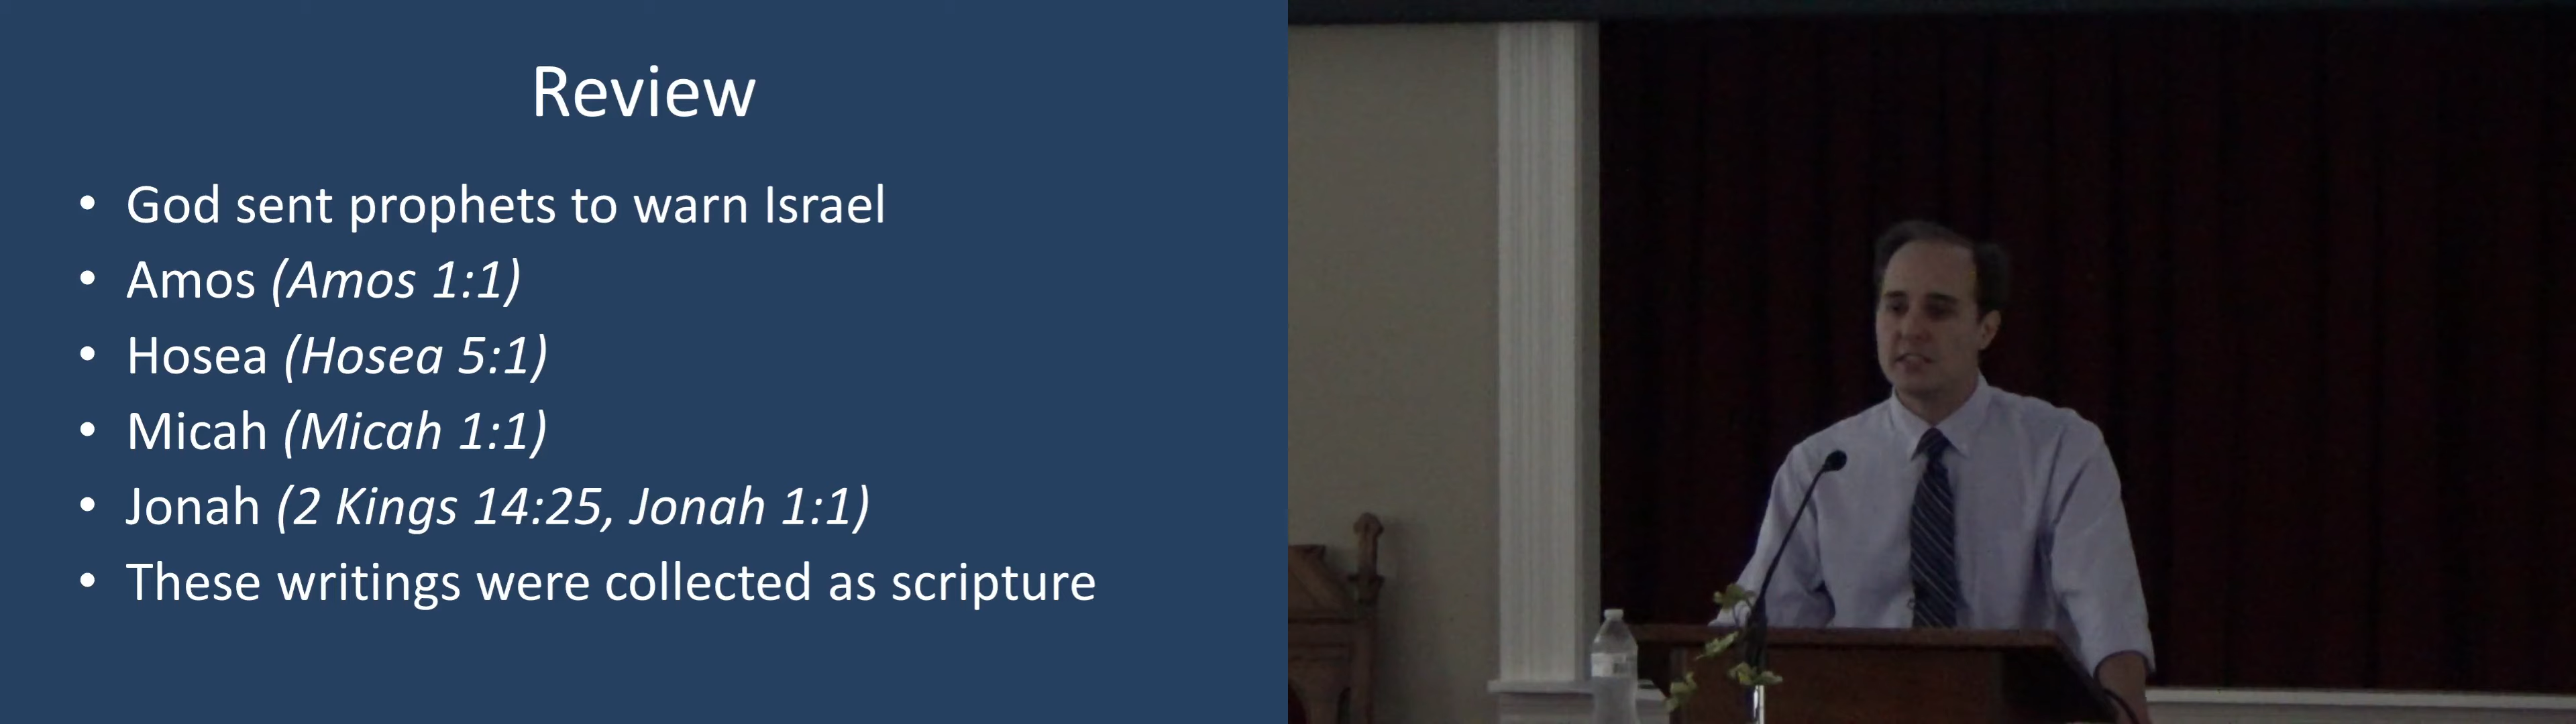 Review
• God sent prophets to warn Israel
• Amos (Amos 1:1)
• Hosea (Hosea 5:1)
• Micah (Micah 1:1)
• Jonah (2 Kings 14:25, Jonah 1:1)
• These writings were collected as scripture